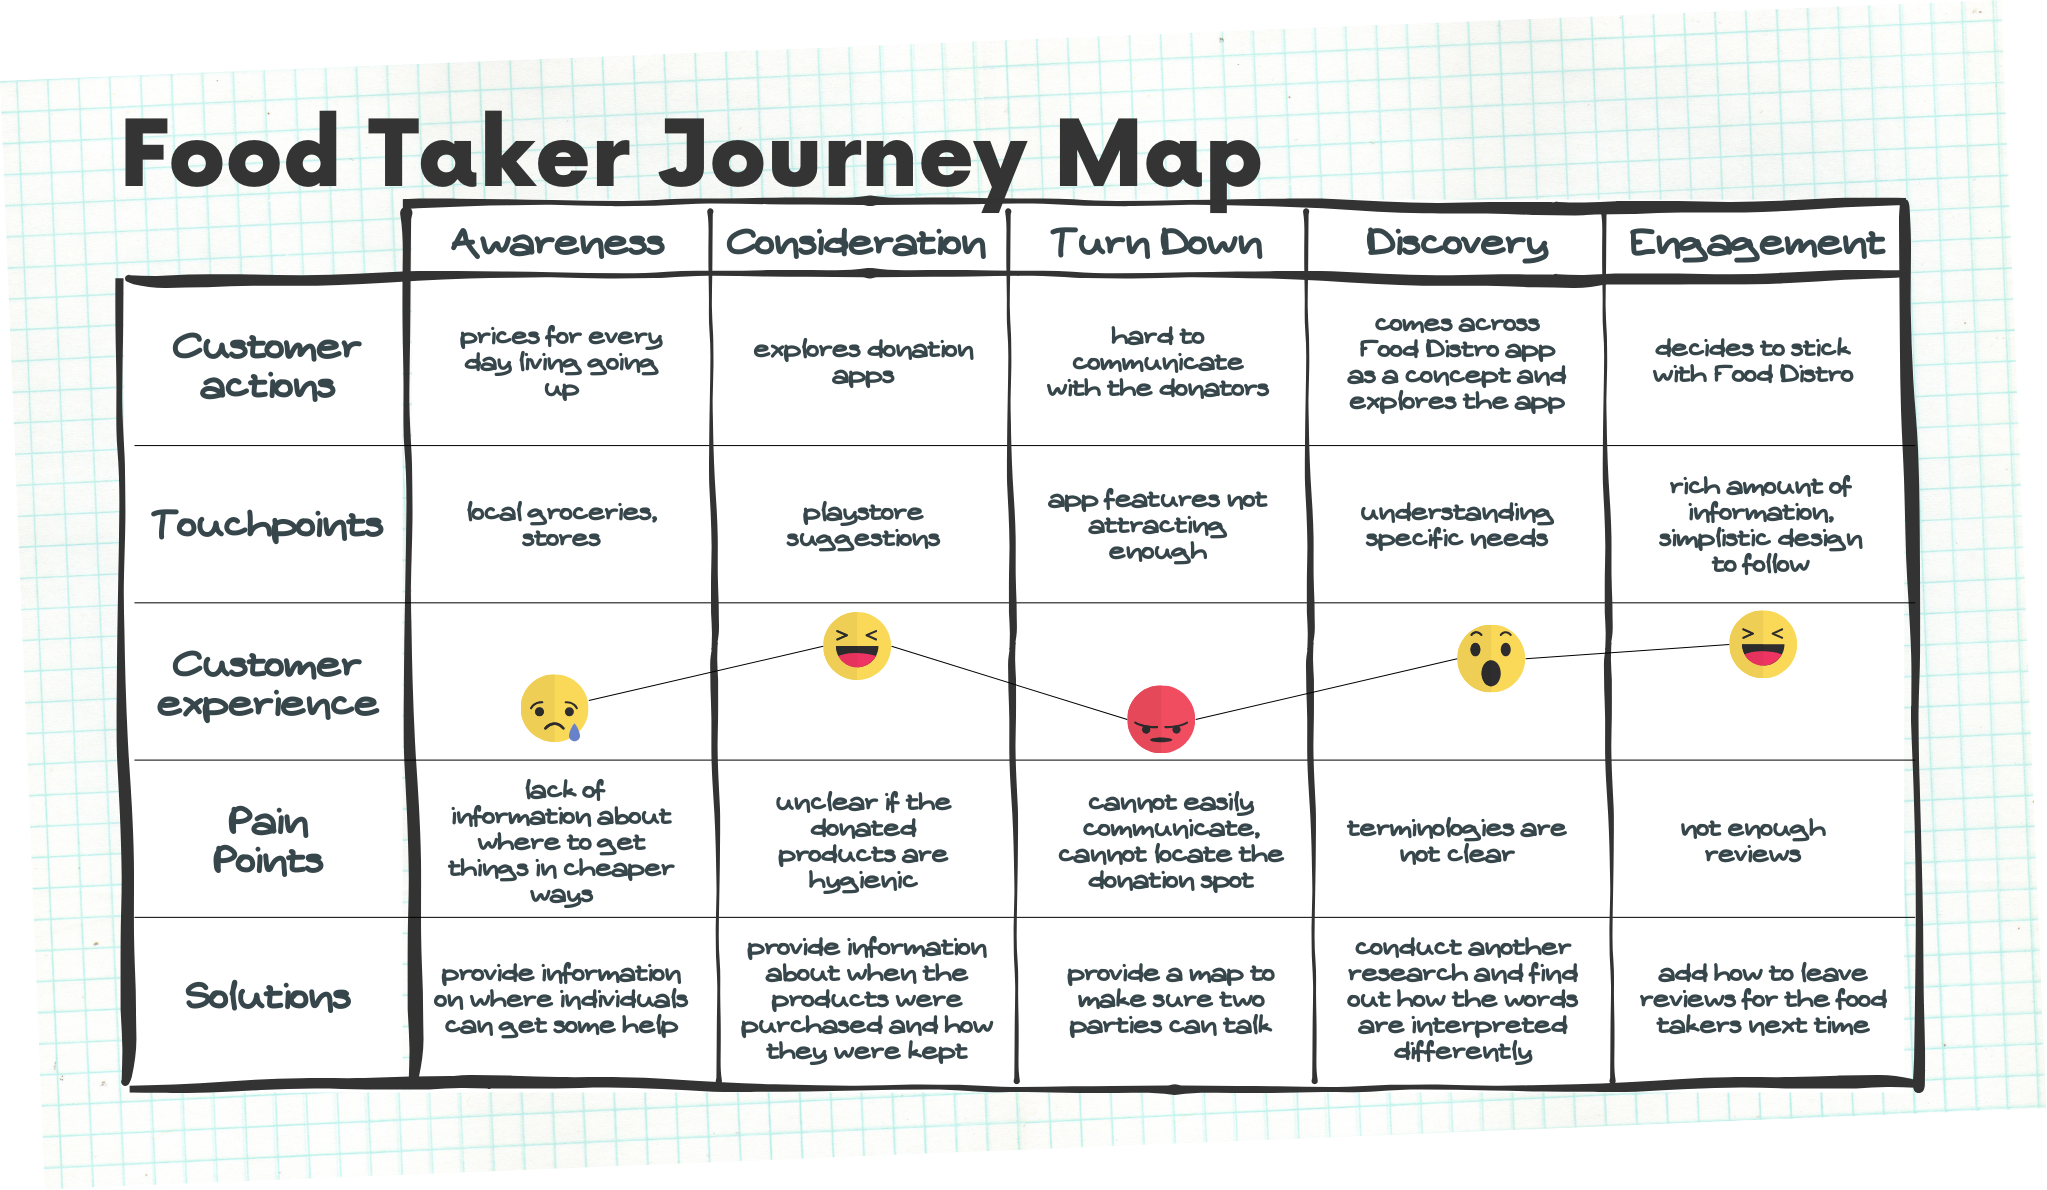 Food Taker Journey Map
Awareness
Consideration
Turn Down
Discovery
Engagement
Customer
actions
prices for every
day living going
up
explores donation
apps
hard to
communicate
with the donators
comes across
Food Distro app
as a concept and
explores the app
decides to stick
with Food Distro
Touchpoints
local groceries,
stores
playstore
suggestions
app features not
attracting
enough
understanding
specific needs
rich amount of
information,
simplistic design
to follow
Customer
experience
Pain
Points
lack of
information about
where to get
things in cheaper
ways
unclear if the
donated
products are
hygienic
cannot easily
communicate,
cannot locate the
donation spot
terminologies are
not clear
not enough
reviews
Solutions
provide information
on where individuals
can get some help
provide information
about when the
products were
purchased and how
they were kept
provide a map to
make sure two
parties can talk
conduct another
research and find
out how the words
are interpreted
differently
add how to leave
reviews for the food
takers next time